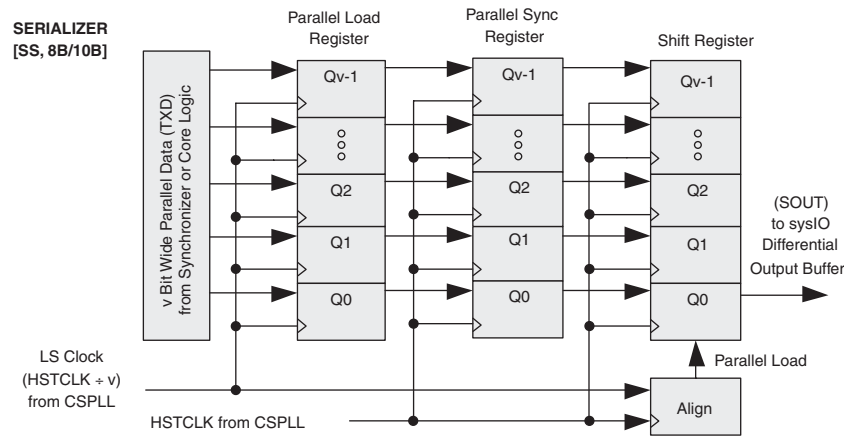 SERIALIZER
[SS, 8B/10B]
Parallel Load
Register
Parallel Sync
Register
Shift Register
v Bit Wide Parallel Data (TXD)
from Synchronizer or Core Logic
Qv-1
Qv-1
Qv-1
Q2
Q2
Q2
Q1
Q1
Q1
Q0
Q0
Q0
(SOUT)
to sysIO
Differential
Output Buffer
LS Clock
(HSTCLK ÷ v)
from CSPLL
Parallel Load
HSTCLK from CSPLL
Align